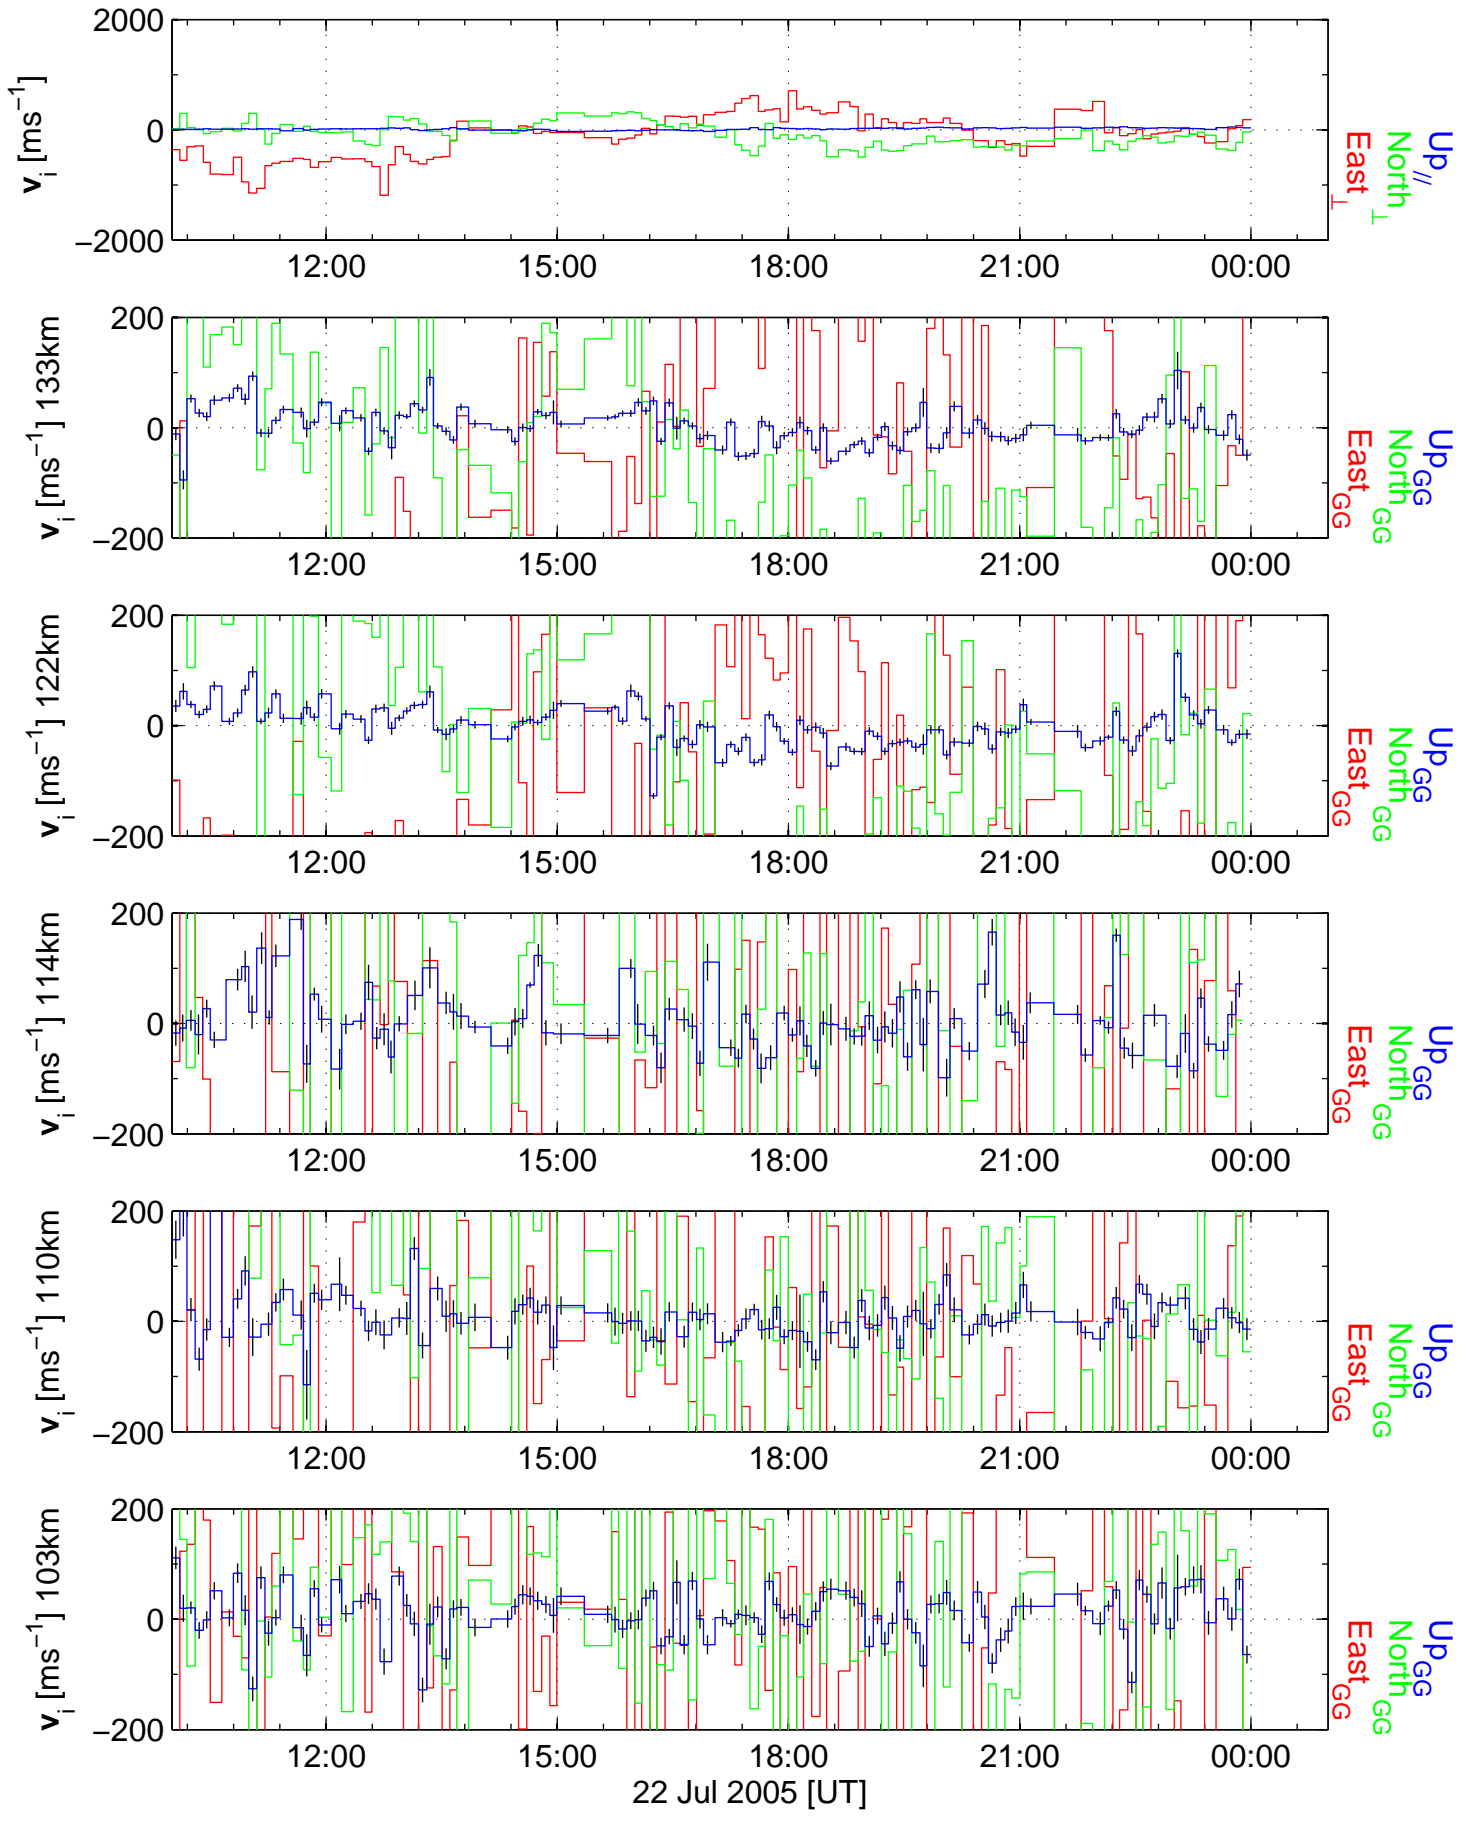 2000
0
−2000
v_i [ms⁻¹]
12:00 15:00 18:00 21:00 00:00
Up_//
North_⊥
East_⊥
200
0
−200
v_i [ms⁻¹] 133km
12:00 15:00 18:00 21:00 00:00
Up_GG
North_GG
East_GG
200
0
−200
v_i [ms⁻¹] 122km
12:00 15:00 18:00 21:00 00:00
Up_GG
North_GG
East_GG
200
0
−200
v_i [ms⁻¹] 114km
12:00 15:00 18:00 21:00 00:00
Up_GG
North_GG
East_GG
200
0
−200
v_i [ms⁻¹] 110km
12:00 15:00 18:00 21:00 00:00
Up_GG
North_GG
East_GG
200
0
−200
v_i [ms⁻¹] 103km
12:00 15:00 18:00 21:00 00:00
Up_GG
North_GG
East_GG
22 Jul 2005 [UT]